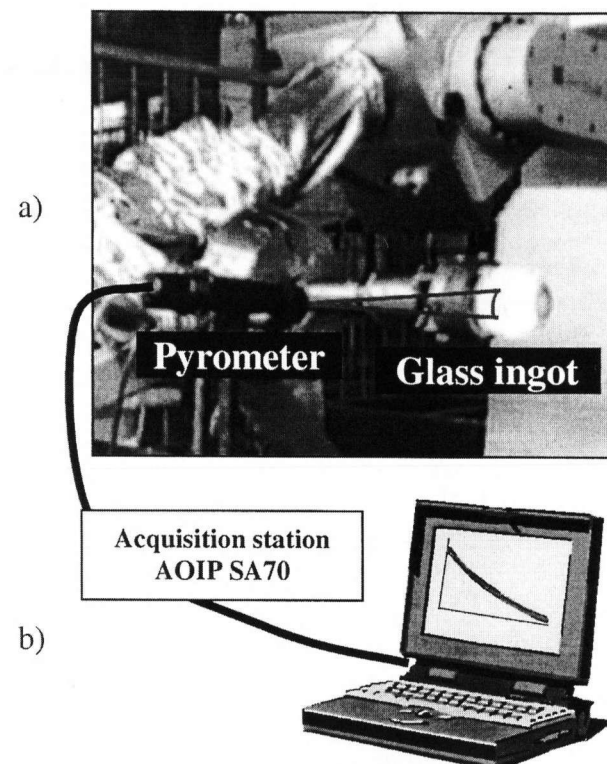 a)
Pyrometer
Glass ingot
Acquisition station
AOIP SA70
b)